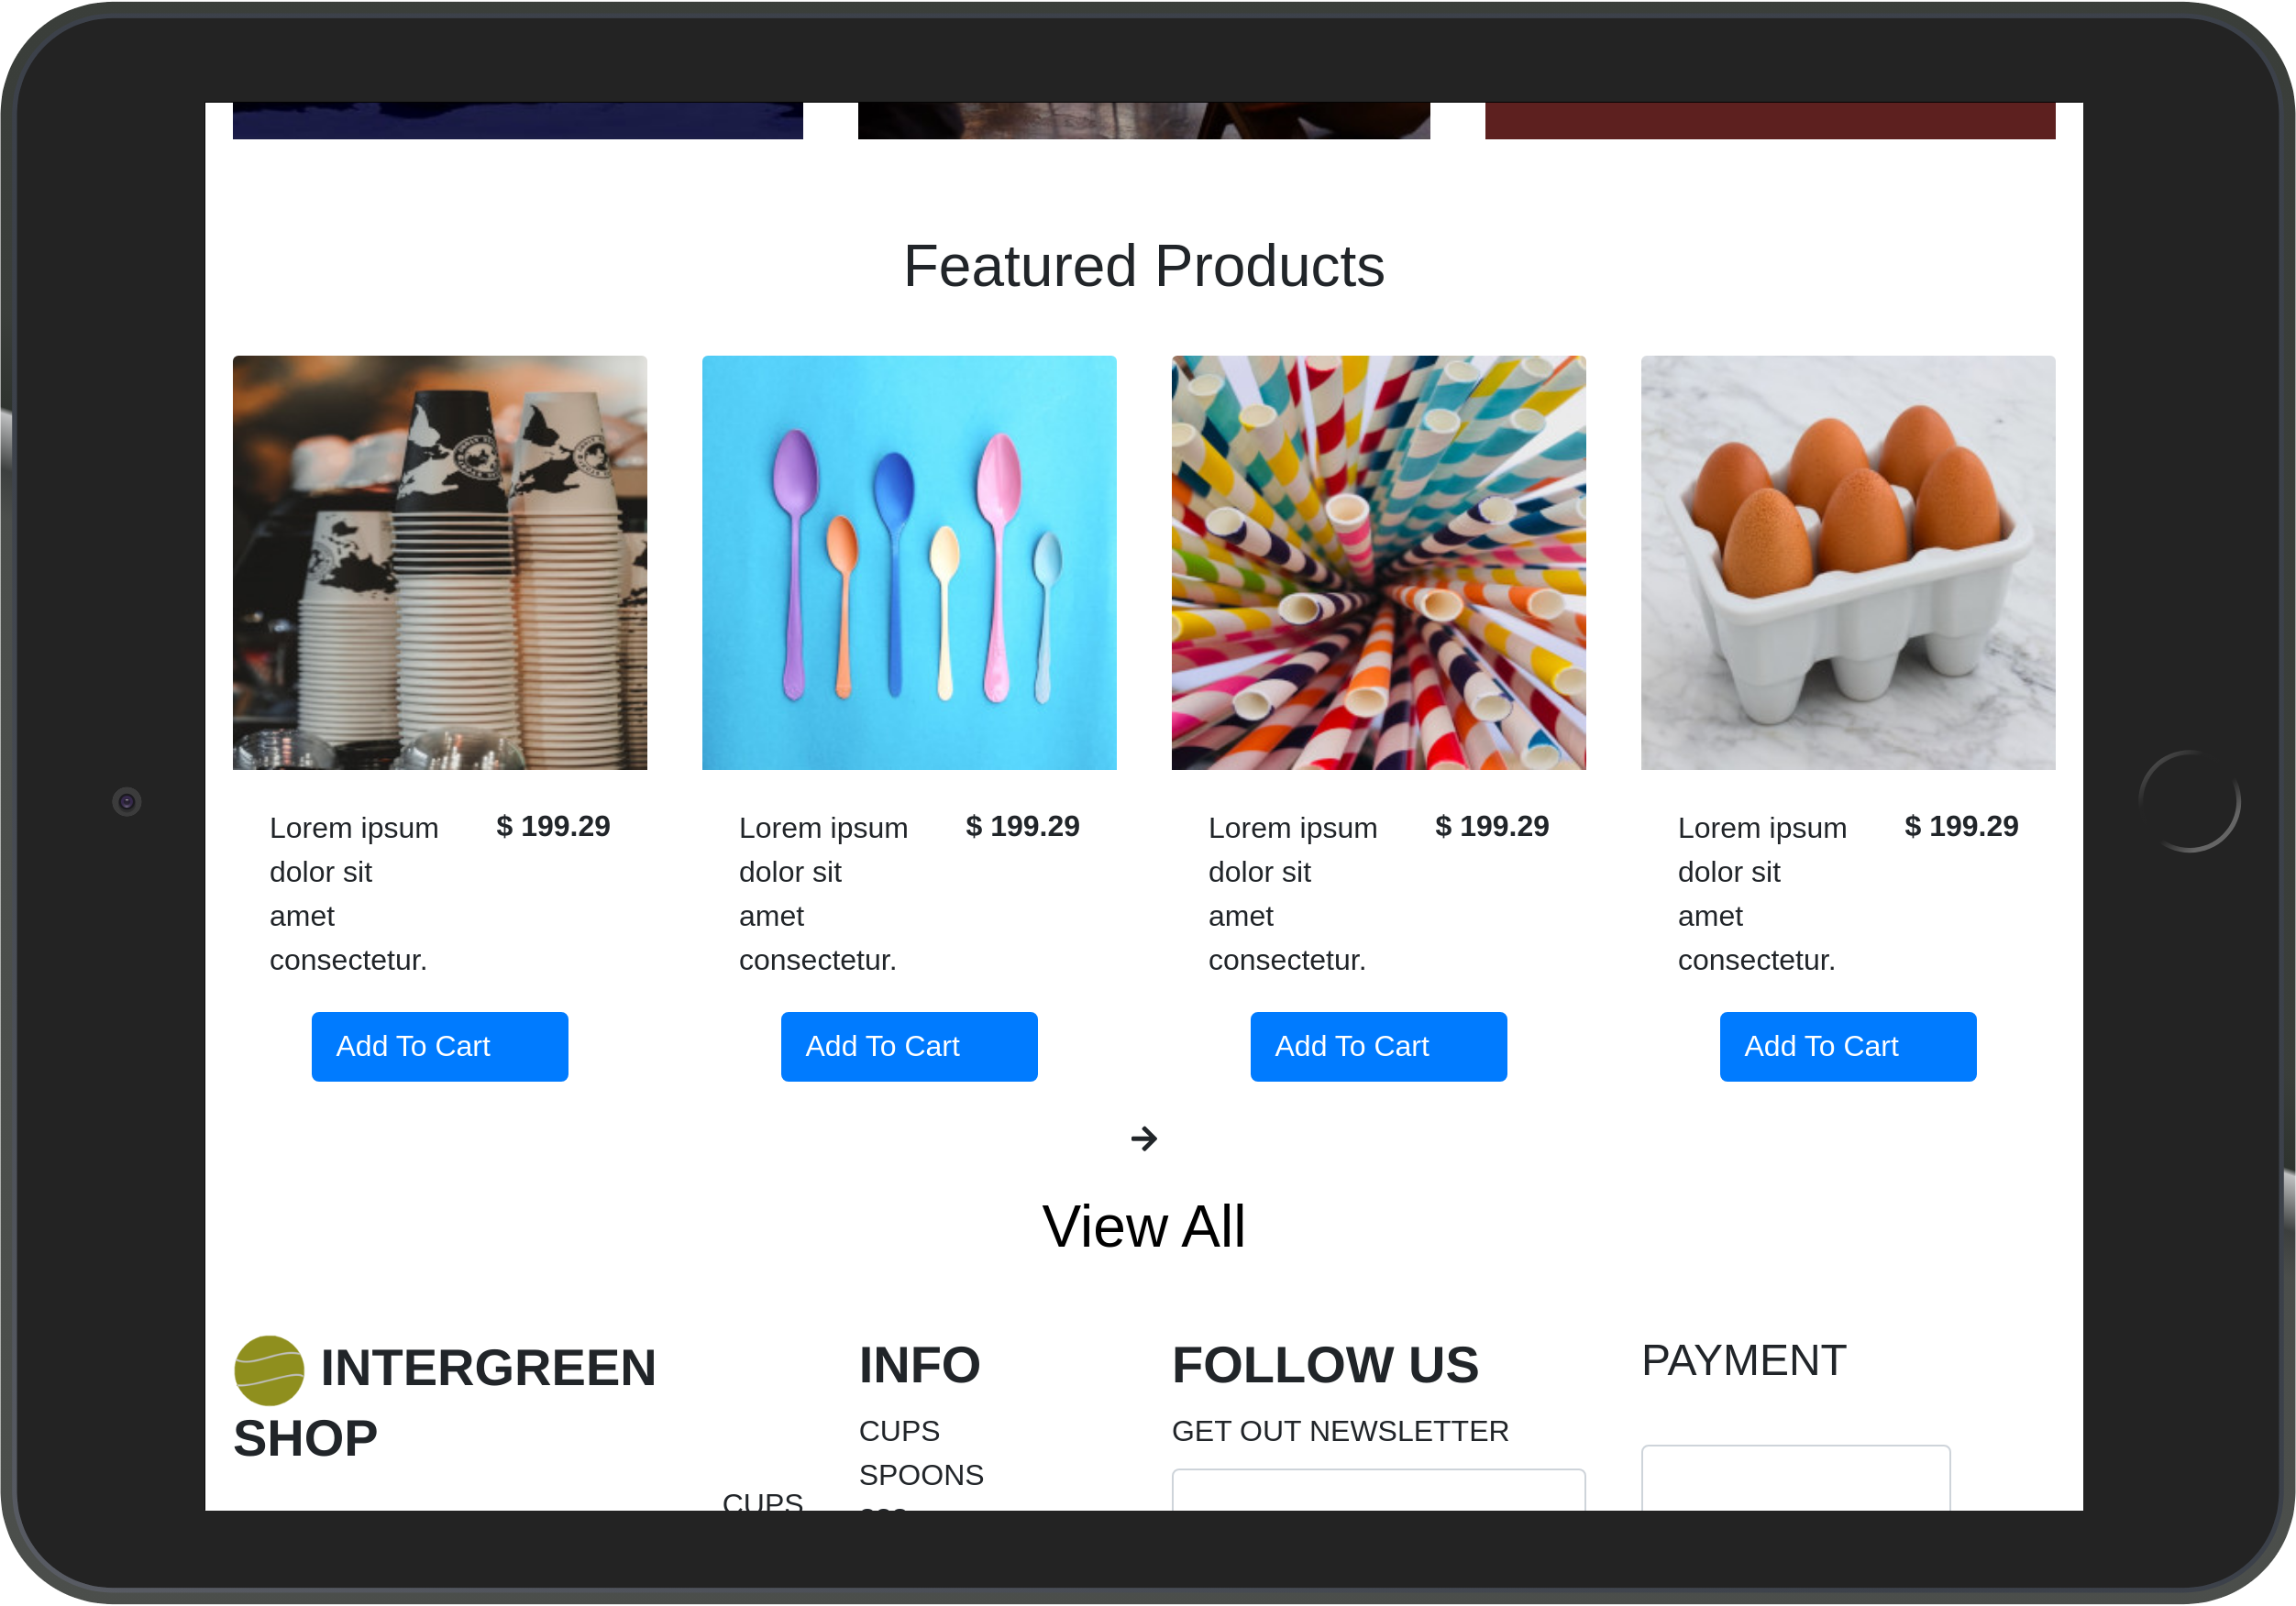 Featured Products
Lorem ipsum
dolor sit
amet
consectetur.
$ 199.29
Add To Cart
Lorem ipsum
dolor sit
amet
consectetur.
$ 199.29
Add To Cart
Lorem ipsum
dolor sit
amet
consectetur.
$ 199.29
Add To Cart
Lorem ipsum
dolor sit
amet
consectetur.
$ 199.29
Add To Cart
View All
INTERGREEN
SHOP
CUPS
INFO
CUPS
SPOONS
FOLLOW US
GET OUT NEWSLETTER
PAYMENT